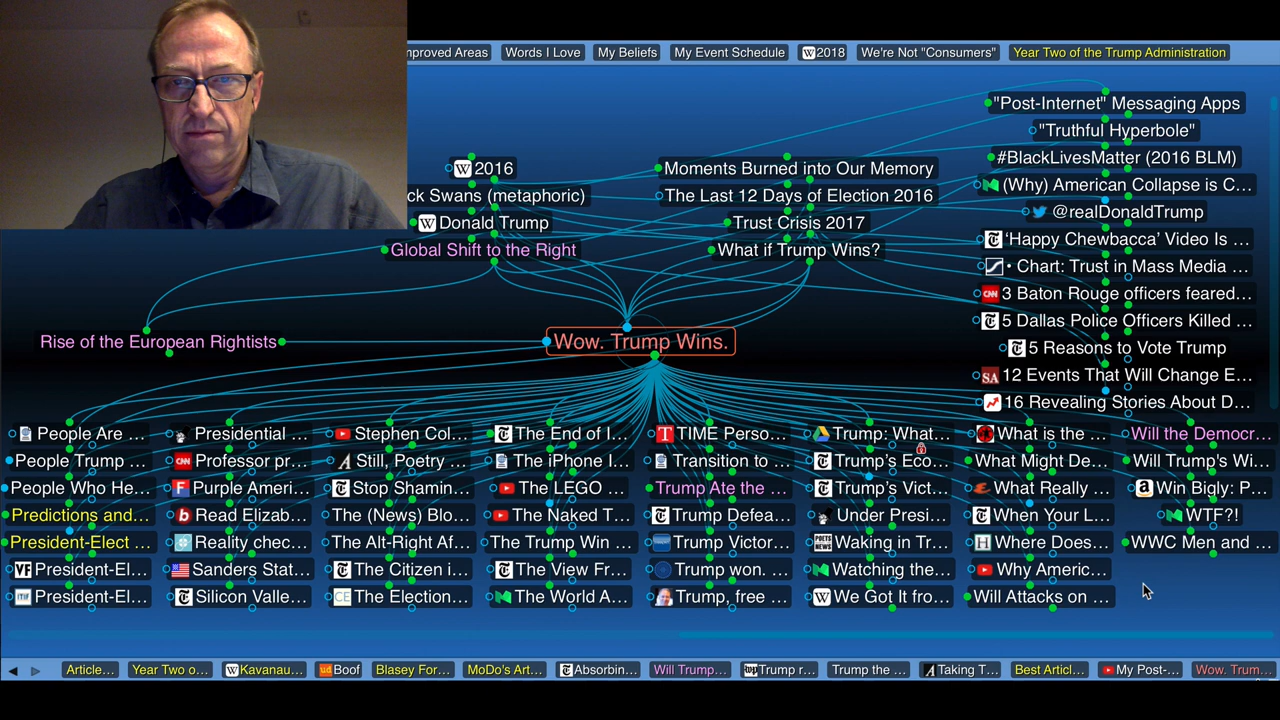 mproved Areas
Words I Love
My Beliefs
My Event Schedule
W 2018
We're Not "Consumers"
Year Two of the Trump Administration
"Post-Internet" Messaging Apps
"Truthful Hyperbole"
#BlackLivesMatter (2016 BLM)
(Why) American Collapse is C...
@realDonaldTrump
'Happy Chewbacca' Video Is ...
• Chart: Trust in Mass Media ...
CNN 3 Baton Rouge officers feared...
5 Dallas Police Officers Killed ...
5 Reasons to Vote Trump
SA 12 Events That Will Change E...
16 Revealing Stories About D...
W 2016
ck Swans (metaphoric)
W Donald Trump
Global Shift to the Right
Moments Burned into Our Memory
The Last 12 Days of Election 2016
Trust Crisis 2017
What if Trump Wins?
Rise of the European Rightists
Wow. Trump Wins.
People Are ...
People Trump ...
People Who He...
Predictions and...
President-Elect ...
VF President-El...
ITIF President-El...
Presidential ...
CNN Professor pr...
F Purple Ameri...
b Read Elizab...
Reality chec...
Sanders Stat...
Silicon Valle...
Stephen Col...
A Still, Poetry ...
Stop Shamin...
The (News) Blo...
The Alt-Right Af...
The Citizen i...
CE The Election...
The End of I...
The iPhone I...
The LEGO ...
The Naked T...
The Trump Win ...
The View Fr...
The World A...
T TIME Perso...
Transition to ...
Trump Ate the ...
Trump Defea...
Trump Victor...
Trump won. ...
Trump, free ...
Trump: What...
Trump's Eco...
Trump's Vict...
Under Presi...
POETS NEWS Waking in Tr...
Watching the...
W We Got It fro...
What is the ...
What Might De...
What Really ...
When Your L...
H Where Does...
Why Americ...
Will Attacks on ...
Will the Democr...
Will Trump's Wi...
a Win Bigly: P...
WTF?!
WWC Men and ...
Article...
Year Two o...
W Kavanau...
ud Boof
Blasey For...
MoDo's Art...
Absorbin...
Will Trump...
wp Trump r...
Trump the ...
A Taking T...
Best Articl...
My Post-...
Wow. Trum...